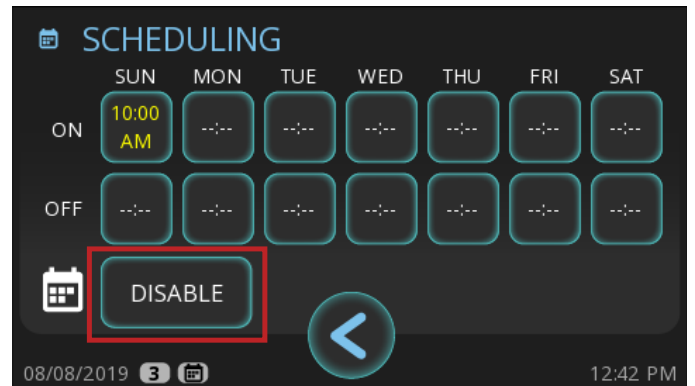 SCHEDULING
SUN MON TUE WED THU FRI SAT
ON 10:00 AM --:-- --:-- --:-- --:-- --:-- --:--
OFF --:-- --:-- --:-- --:-- --:-- --:-- --:--
DISABLE
08/08/2019 3 12:42 PM